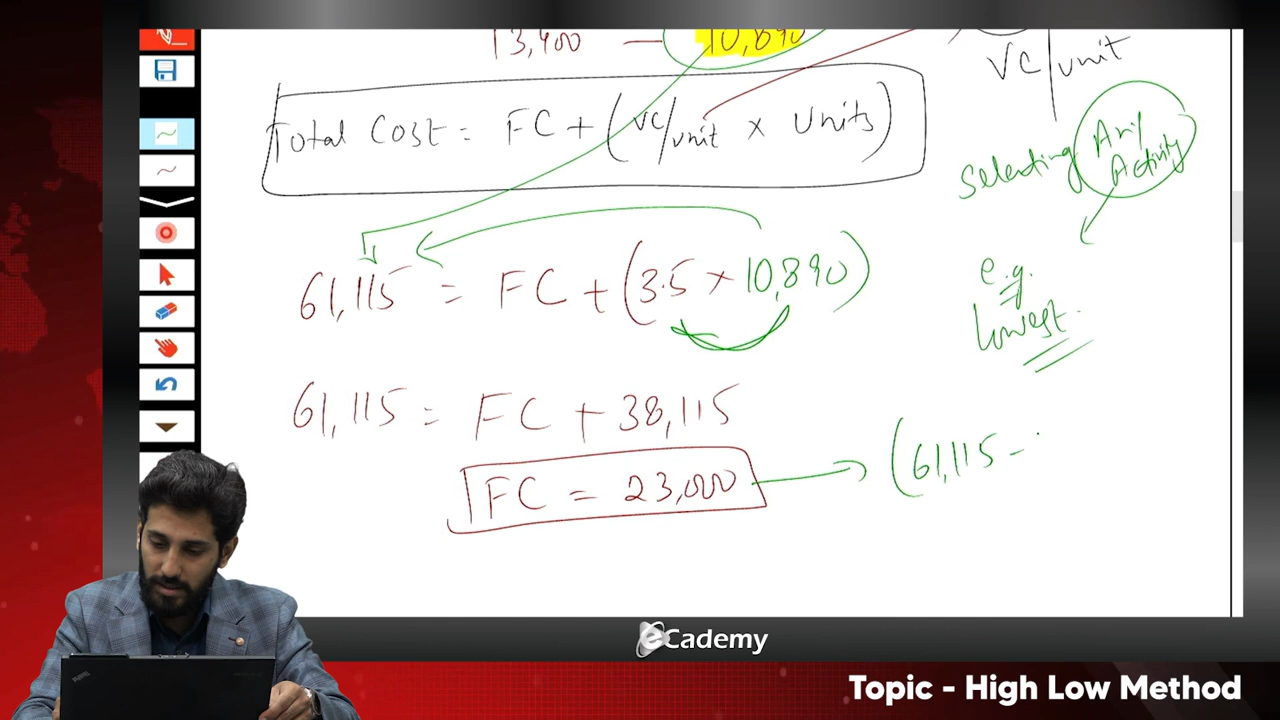 13,400 — 10,890
VC/unit
Total Cost = FC + (VC/unit x Units)
Selecting Any
Activity
e.g.
lowest.
61,115 = FC + (3.5 x 10,890)
61,115 = FC + 38,115
FC = 23,000
(61,115 -
eCademy
Topic - High Low Method